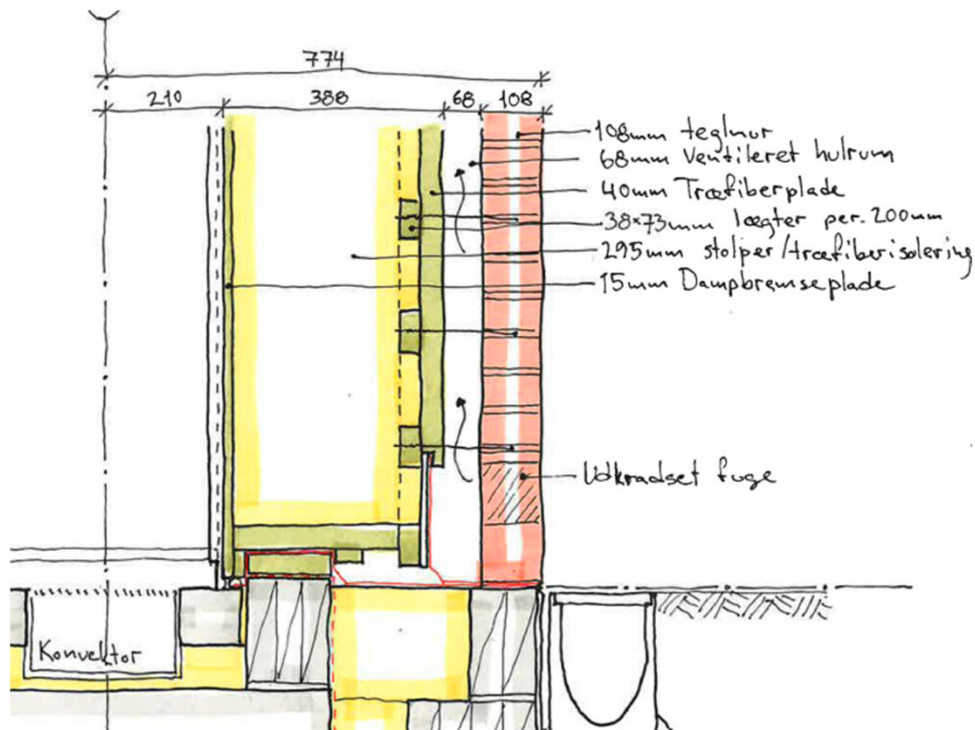 774
210 388 68 108
108mm teglmur
68mm Ventileret hulrum
40mm Træfiberplade
38×73mm lægter per. 200mm
295mm stolper/træfiberisolering
15mm Dampbremseplade
Udkradset fuge
Konvektor